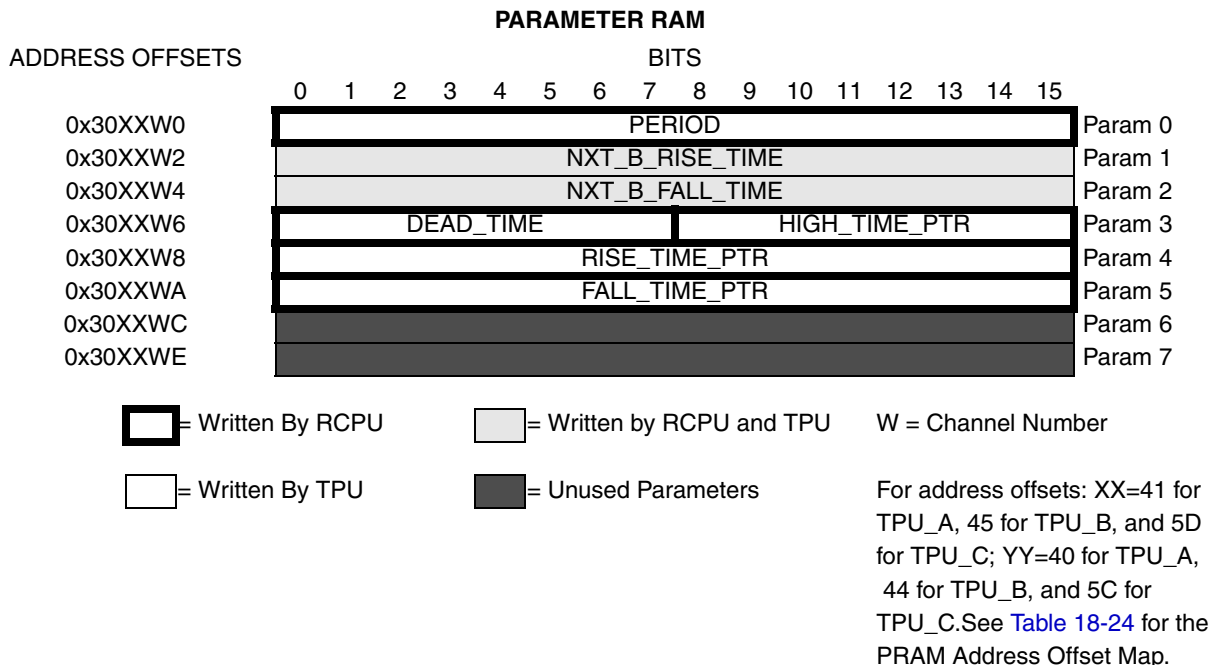 PARAMETER RAM
ADDRESS OFFSETS BITS
0 1 2 3 4 5 6 7 8 9 10 11 12 13 14 15
0x30XXW0 PERIOD Param 0
0x30XXW2 NXT_B_RISE_TIME Param 1
0x30XXW4 NXT_B_FALL_TIME Param 2
0x30XXW6 DEAD_TIME HIGH_TIME_PTR Param 3
0x30XXW8 RISE_TIME_PTR Param 4
0x30XXWA FALL_TIME_PTR Param 5
0x30XXWC Param 6
0x30XXWE Param 7
= Written By RCPU = Written by RCPU and TPU W = Channel Number
= Written By TPU = Unused Parameters For address offsets: XX=41 for
TPU_A, 45 for TPU_B, and 5D
for TPU_C; YY=40 for TPU_A,
44 for TPU_B, and 5C for
TPU_C.See Table 18-24 for the
PRAM Address Offset Map.